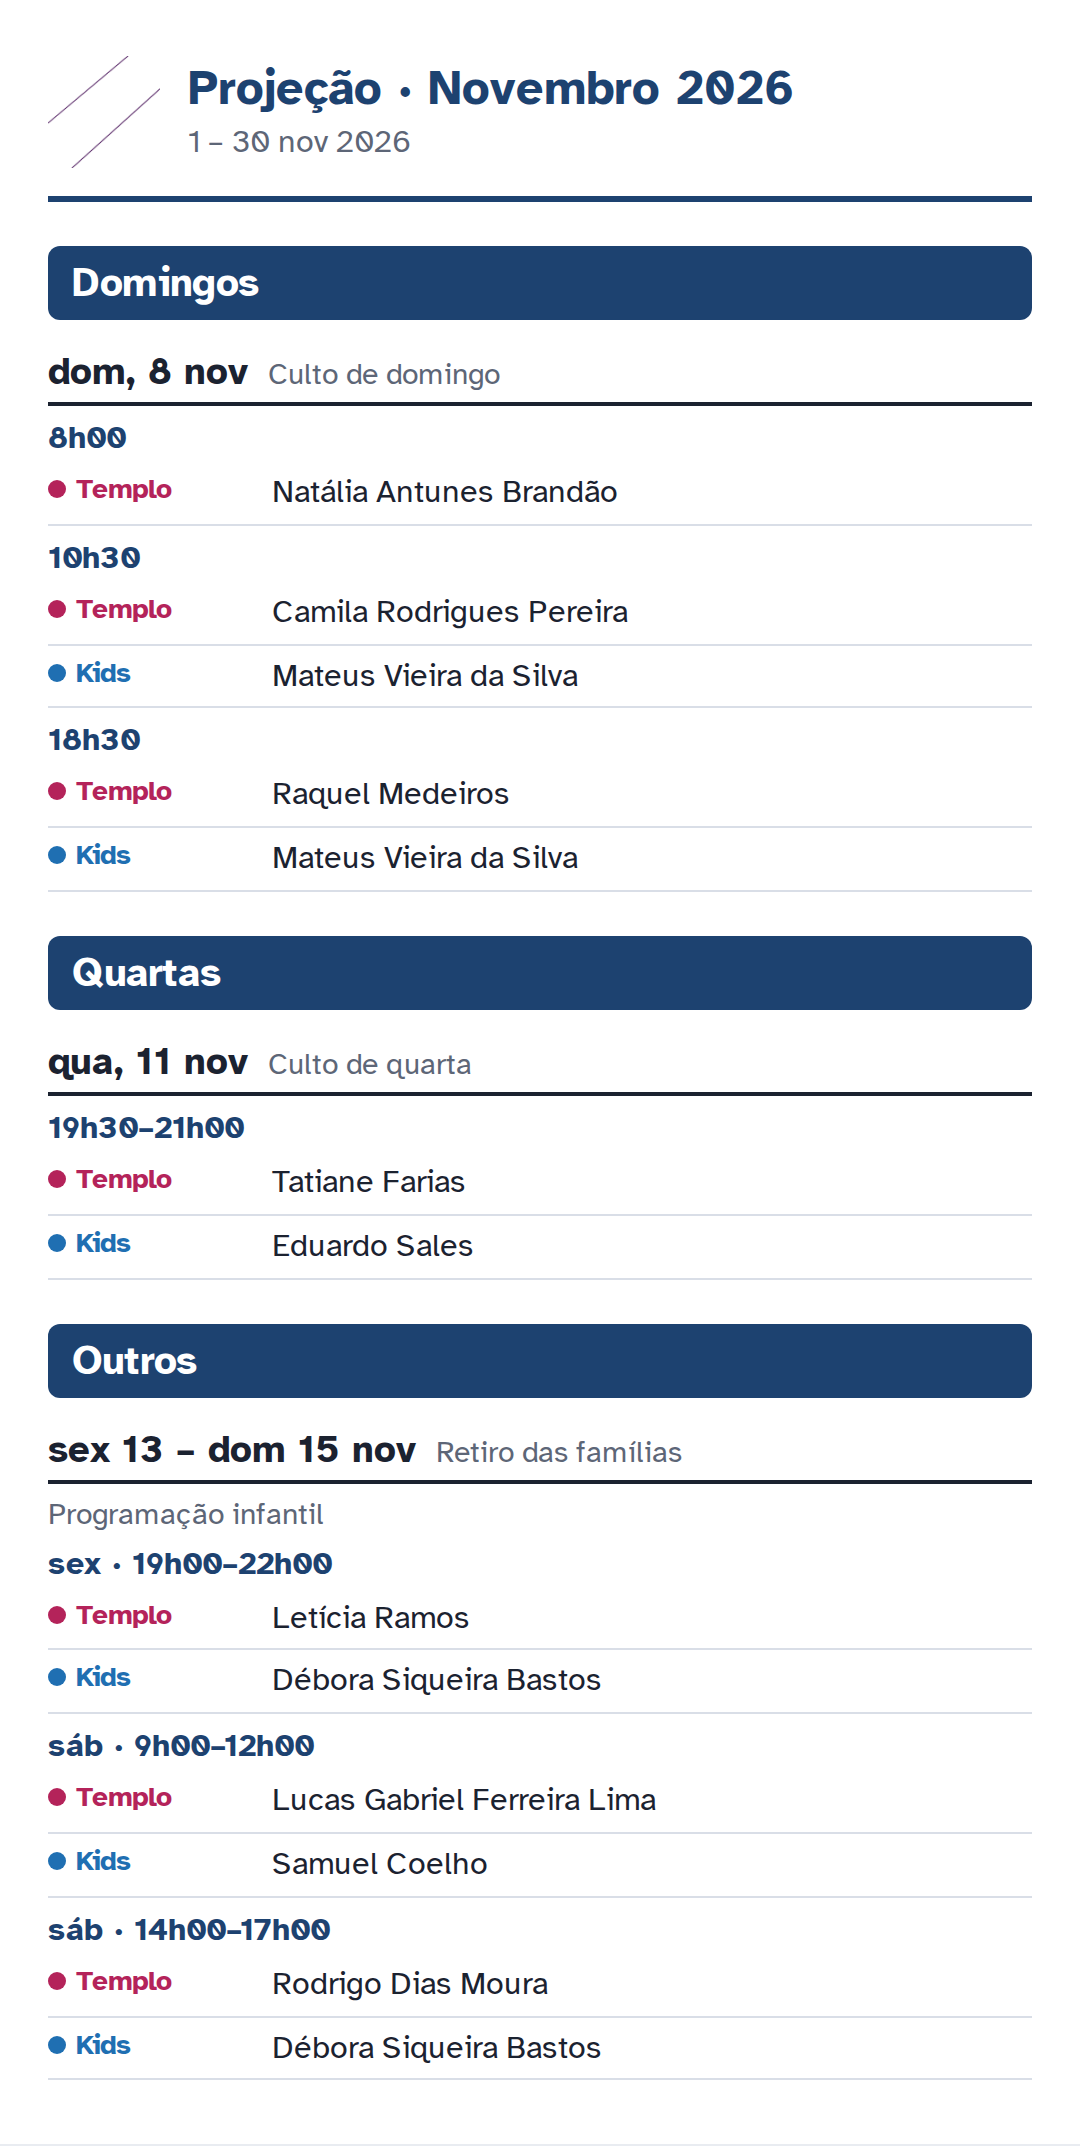 Projeção · Novembro 2026
1 – 30 nov 2026
Domingos
dom, 8 nov Culto de domingo
8h00
Templo Natália Antunes Brandão
10h30
Templo Camila Rodrigues Pereira
Kids Mateus Vieira da Silva
18h30
Templo Raquel Medeiros
Kids Mateus Vieira da Silva
Quartas
qua, 11 nov Culto de quarta
19h30–21h00
Templo Tatiane Farias
Kids Eduardo Sales
Outros
sex 13 – dom 15 nov Retiro das famílias
Programação infantil
sex · 19h00–22h00
Templo Letícia Ramos
Kids Débora Siqueira Bastos
sáb · 9h00–12h00
Templo Lucas Gabriel Ferreira Lima
Kids Samuel Coelho
sáb · 14h00–17h00
Templo Rodrigo Dias Moura
Kids Débora Siqueira Bastos